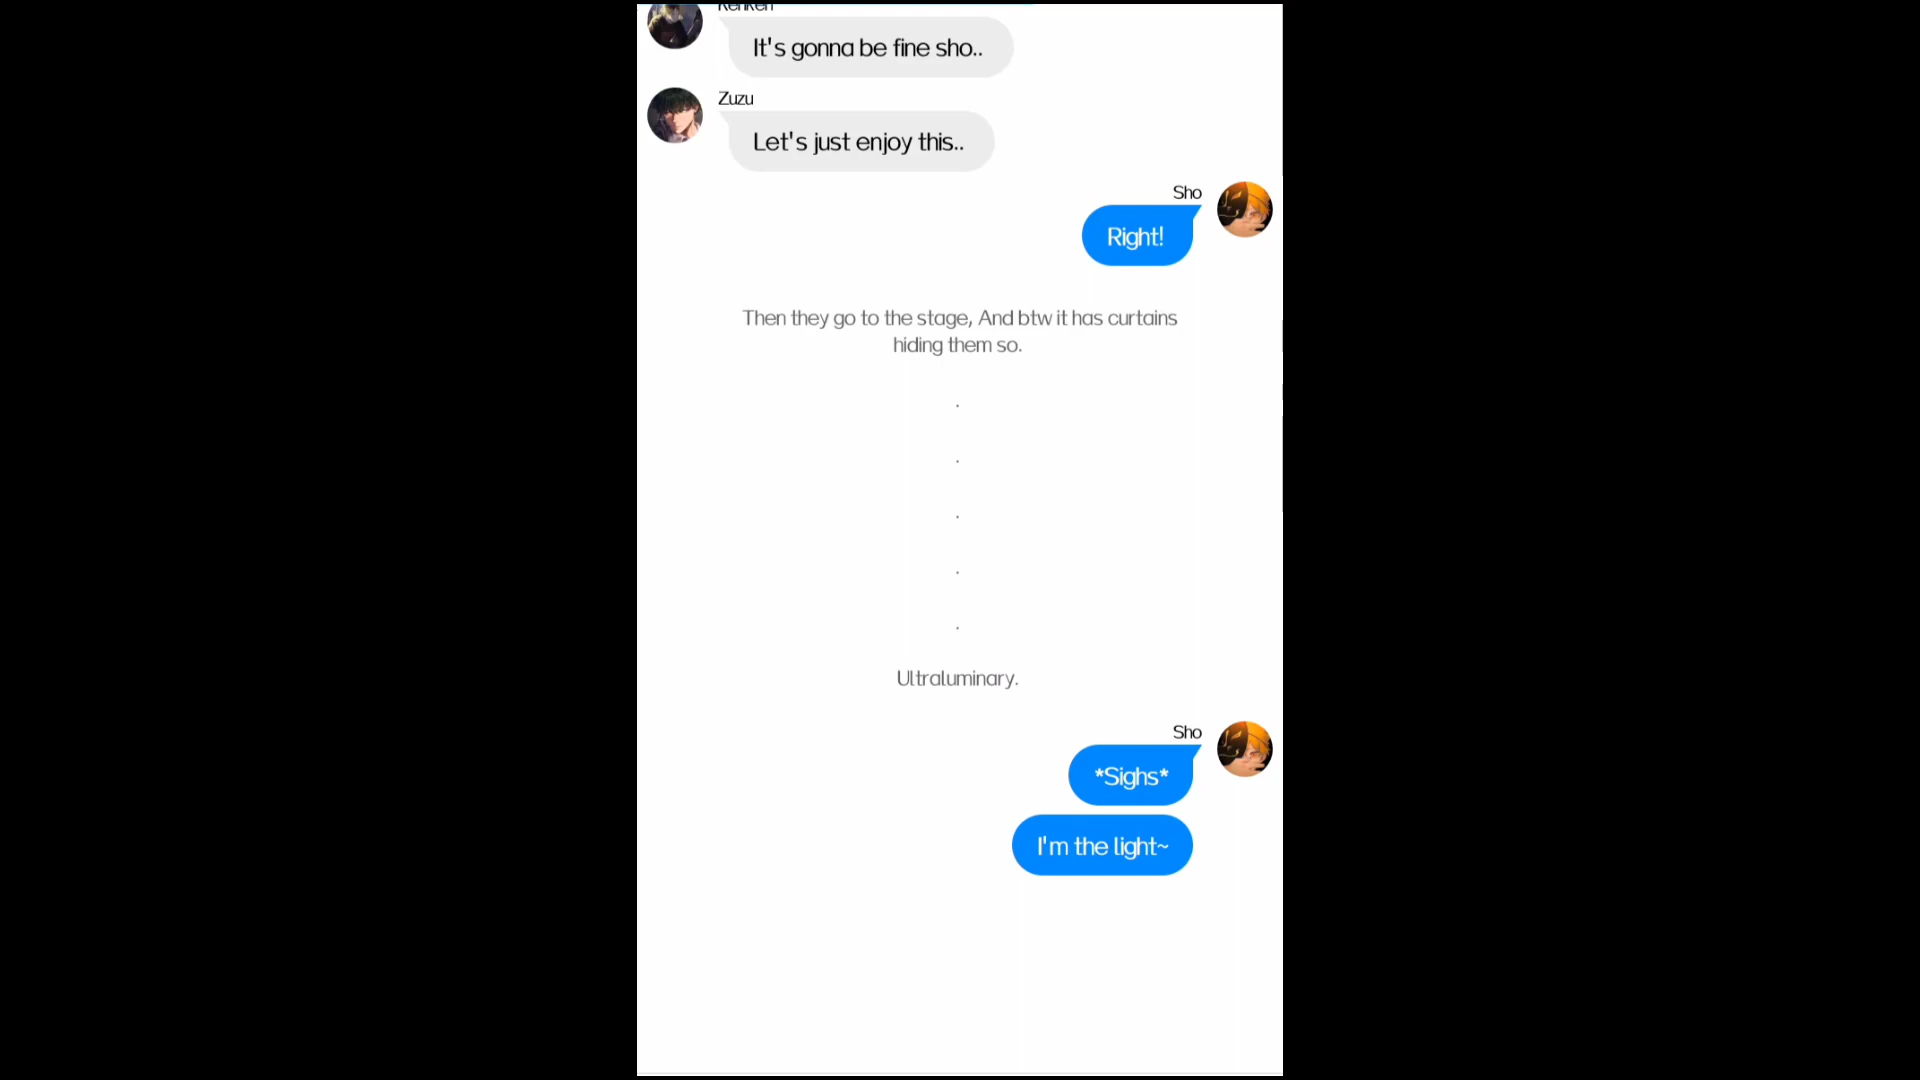 Kenken
It's gonna be fine sho..
Zuzu
Let's just enjoy this..
Sho
Right!
Then they go to the stage, And btw it has curtains
hiding them so.
.
.
.
.
.
Ultraluminary.
Sho
*Sighs*
I'm the light~